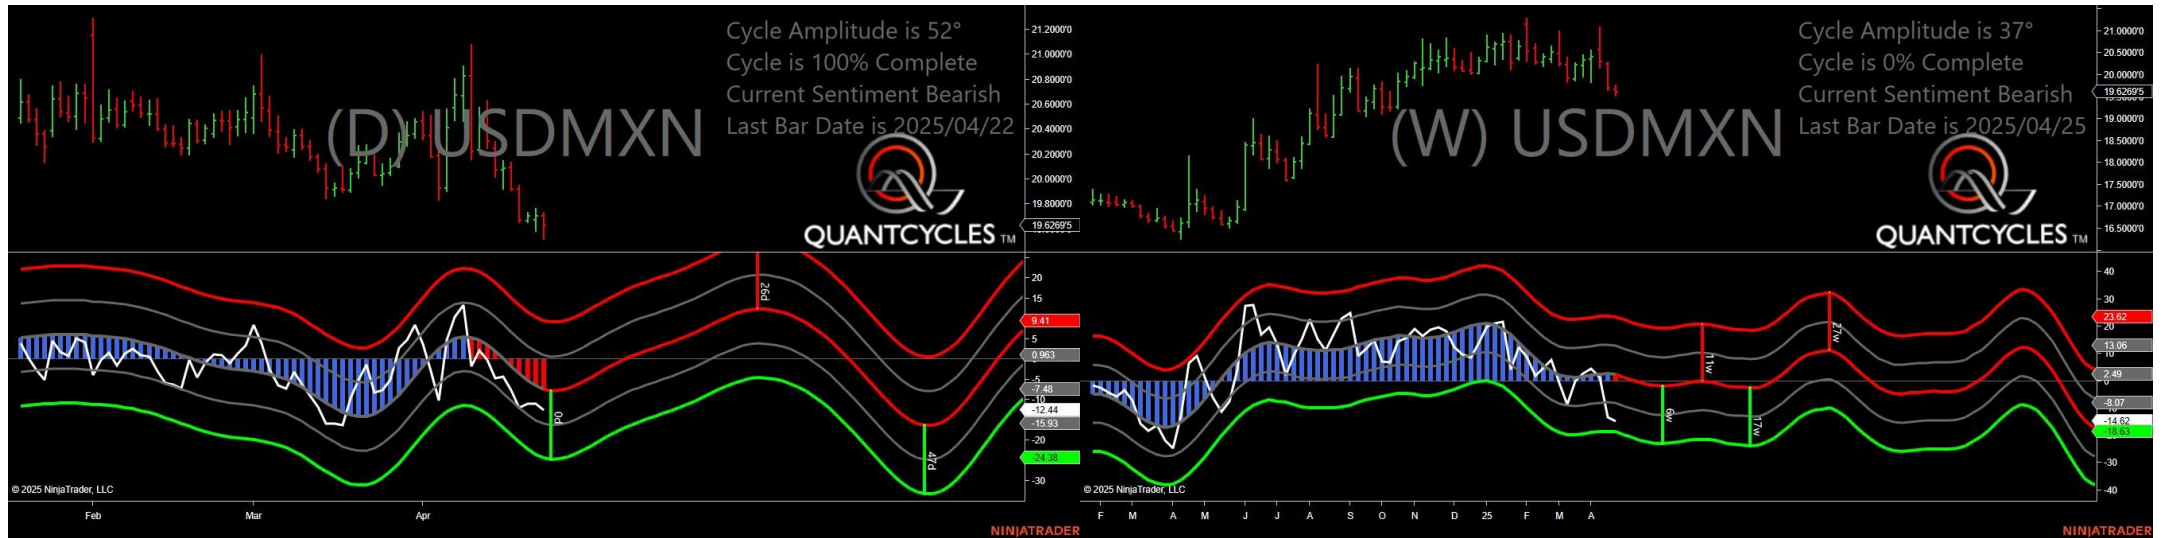 Cycle Amplitude is 52°
Cycle is 100% Complete
Current Sentiment Bearish
Last Bar Date is 2025/04/22
(D) USDMXN
QUANTCYCLES TM
21.2000'0
21.0000'0
20.8000'0
20.6000'0
20.4000'0
20.2000'0
20.0000'0
19.8000'0
19.6269'5
26d
0d
47d
20
15
9.41
5
0.963
-5
-7.48
-10
-12.44
-15.93
-20
-24.38
-30
© 2025 NinjaTrader, LLC
Feb
Mar
Apr
NINJATRADER
Cycle Amplitude is 37°
Cycle is 0% Complete
Current Sentiment Bearish
Last Bar Date is 2025/04/25
(W) USDMXN
QUANTCYCLES TM
21.0000'0
20.5000'0
20.0000'0
19.6269'5
19.0000'0
18.5000'0
18.0000'0
17.5000'0
17.0000'0
16.5000'0
6w
11w
17w
27w
40
30
23.62
20
13.06
10
2.49
0
-8.07
-14.62
-18.63
-30
-40
© 2025 NinjaTrader, LLC
F
M
A
M
J
J
A
S
O
N
D
25
F
M
A
NINJATRADER